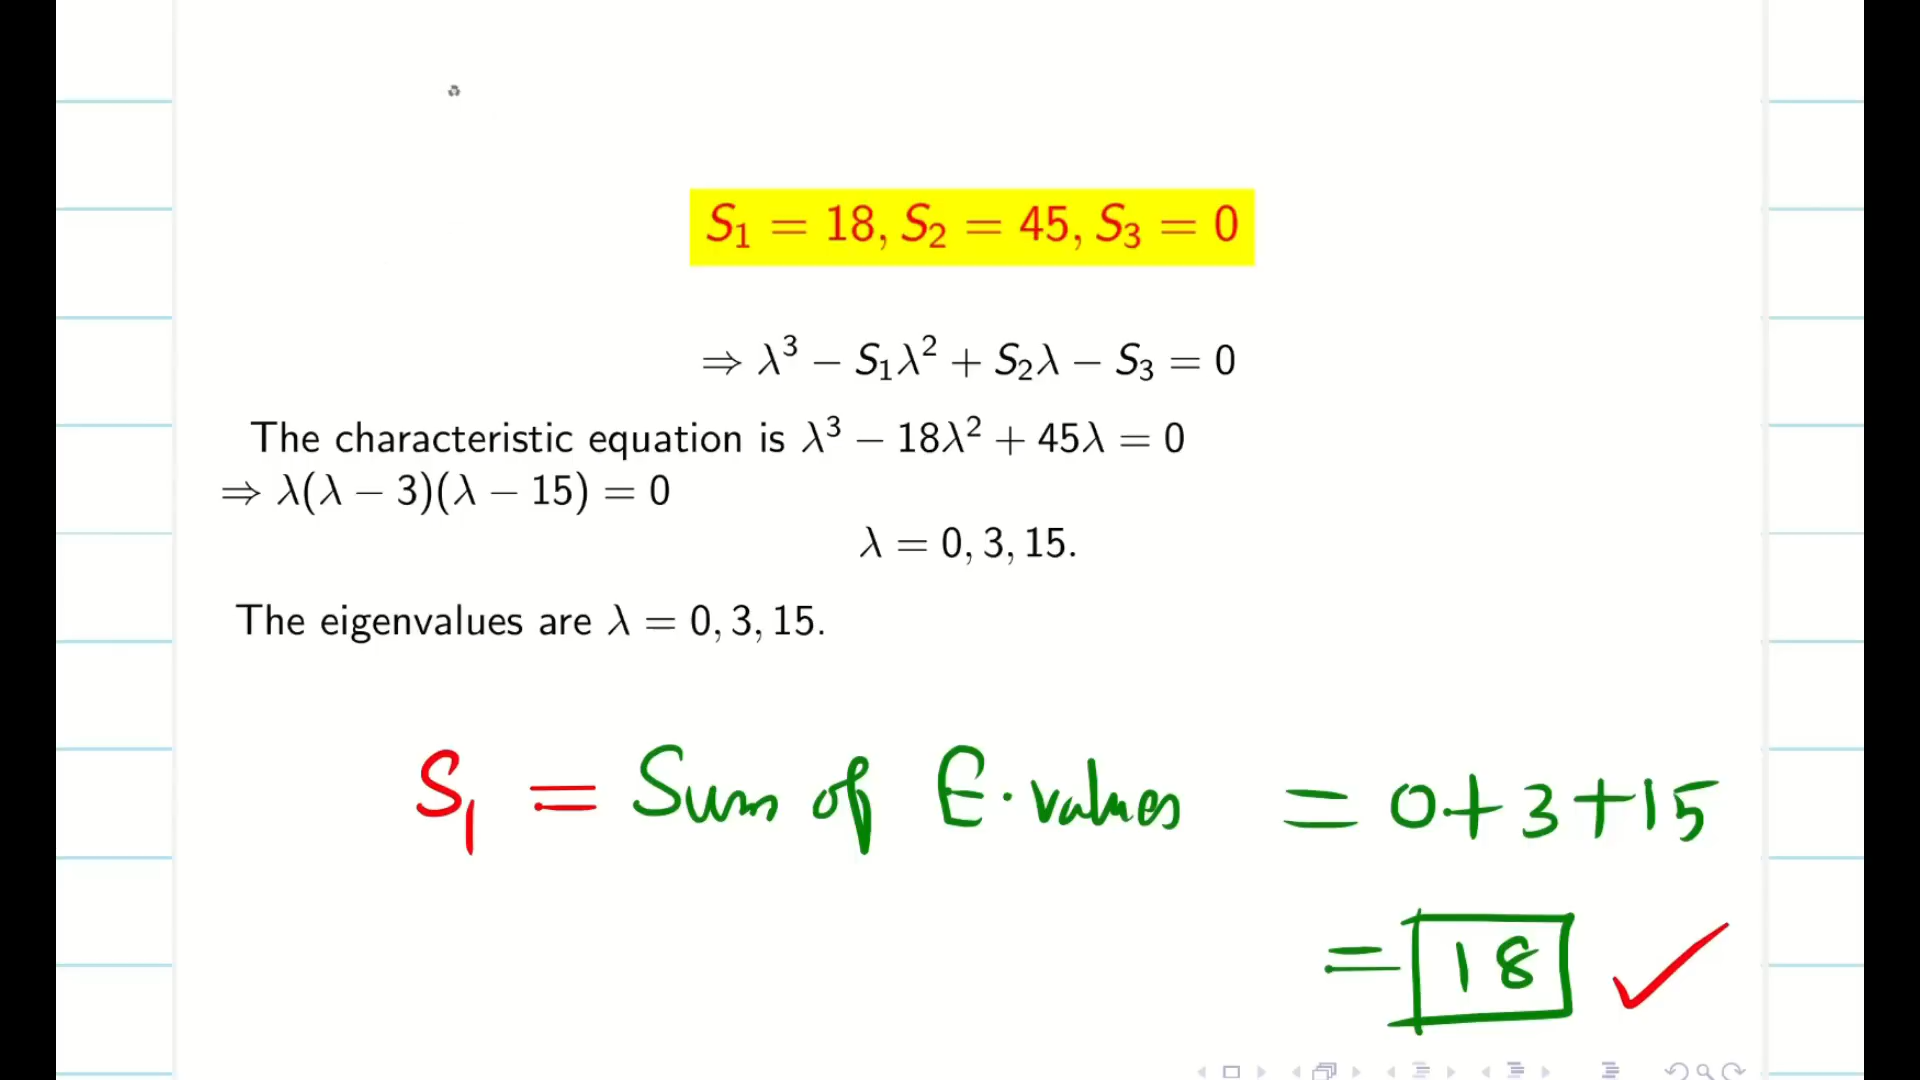 S₁ = 18, S₂ = 45, S₃ = 0
⇒ λ³ − S₁λ² + S₂λ − S₃ = 0
The characteristic equation is λ³ − 18λ² + 45λ = 0
⇒ λ(λ − 3)(λ − 15) = 0
λ = 0, 3, 15.
The eigenvalues are λ = 0, 3, 15.
S₁ = Sum of E.values = 0+3+15
= 18 ✓